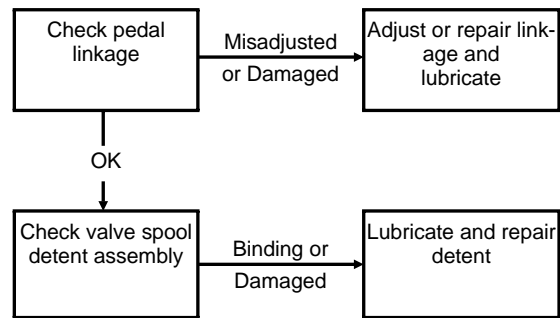 Check pedal
linkage
Misadjusted
or Damaged
Adjust or repair link-
age and
lubricate
OK
Check valve spool
detent assembly
Binding or
Damaged
Lubricate and repair
detent